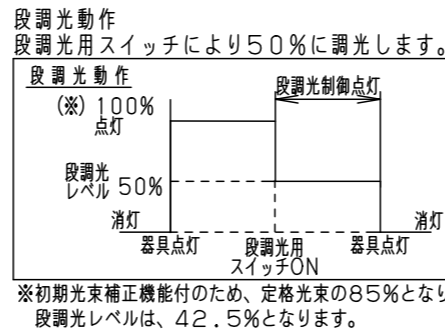 段調光動作
段調光用スイッチにより50%に調光します。
段調光動作
(※) 100%
点灯
段調光制御点灯
段調光
レベル 50%
消灯
消灯
器具点灯
段調光用
スイッチON
器具点灯
※初期光束補正機能付のため、定格光束の85%となり
段調光レベルは、42.5%となります。